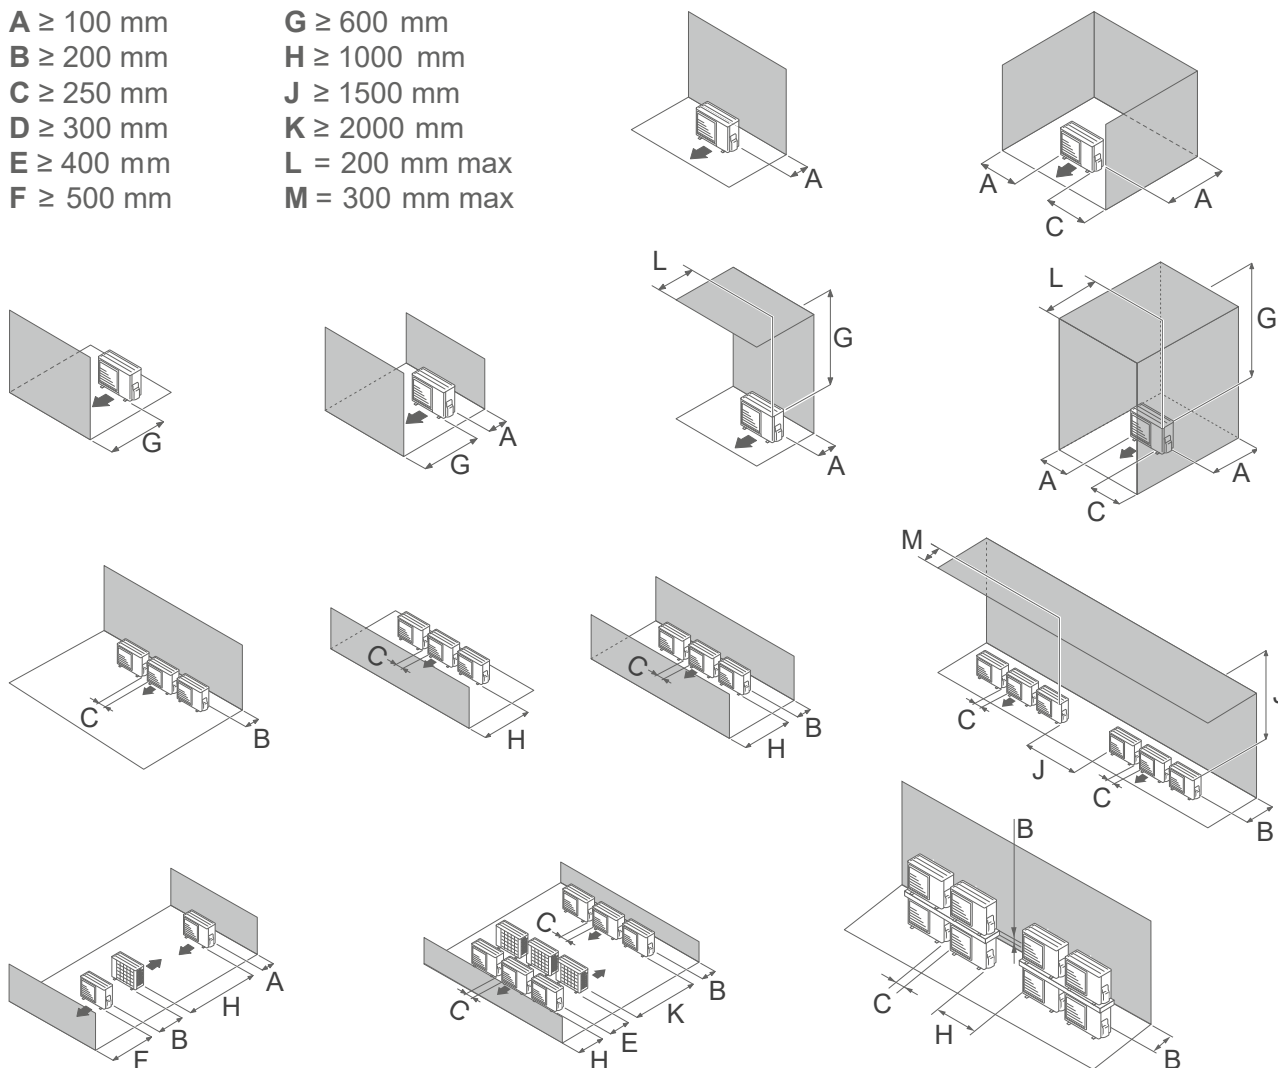 A ≥ 100 mm
B ≥ 200 mm
C ≥ 250 mm
D ≥ 300 mm
E ≥ 400 mm
F ≥ 500 mm
G ≥ 600 mm
H ≥ 1000 mm
J ≥ 1500 mm
K ≥ 2000 mm
L = 200 mm max
M = 300 mm max
A
A
C
A
G
G
A
L
G
A
L
G
A
C
A
C
B
C
H
C
H
B
M
J
C
J
C
B
F
B
H
A
C
C
H
E
K
B
B
C
H
B